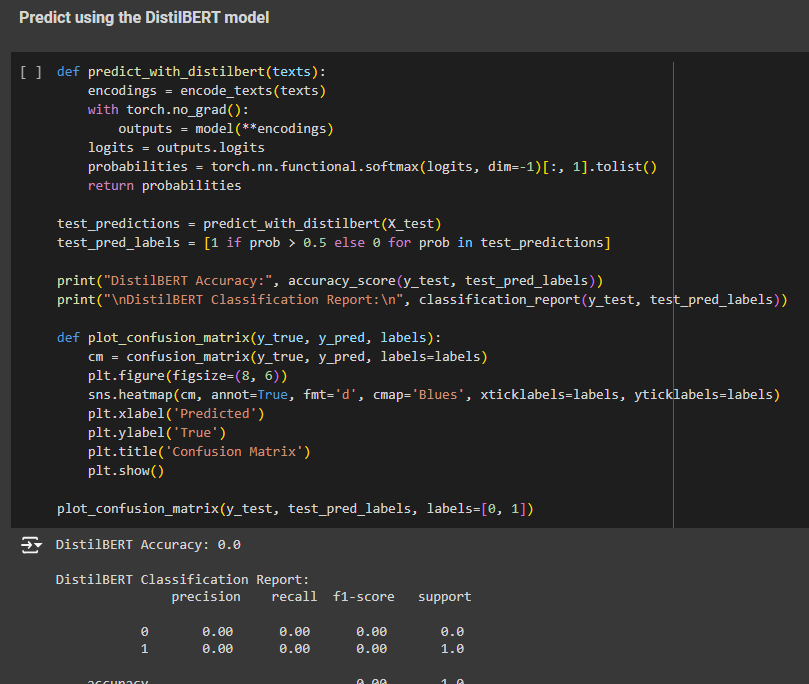 Predict using the DistilBERT model
[ ] def predict_with_distilbert(texts):
encodings = encode_texts(texts)
with torch.no_grad():
outputs = model(**encodings)
logits = outputs.logits
probabilities = torch.nn.functional.softmax(logits, dim=-1)[:, 1].tolist()
return probabilities
test_predictions = predict_with_distilbert(X_test)
test_pred_labels = [1 if prob > 0.5 else 0 for prob in test_predictions]
print("DistilBERT Accuracy:", accuracy_score(y_test, test_pred_labels))
print("\nDistilBERT Classification Report:\n", classification_report(y_test, test_pred_labels))
def plot_confusion_matrix(y_true, y_pred, labels):
cm = confusion_matrix(y_true, y_pred, labels=labels)
plt.figure(figsize=(8, 6))
sns.heatmap(cm, annot=True, fmt='d', cmap='Blues', xticklabels=labels, yticklabels=labels)
plt.xlabel('Predicted')
plt.ylabel('True')
plt.title('Confusion Matrix')
plt.show()
plot_confusion_matrix(y_test, test_pred_labels, labels=[0, 1])
DistilBERT Accuracy: 0.0
DistilBERT Classification Report:
precision recall f1-score support
0 0.00 0.00 0.00 0.0
1 0.00 0.00 0.00 1.0
accuracy 0.00 1.0